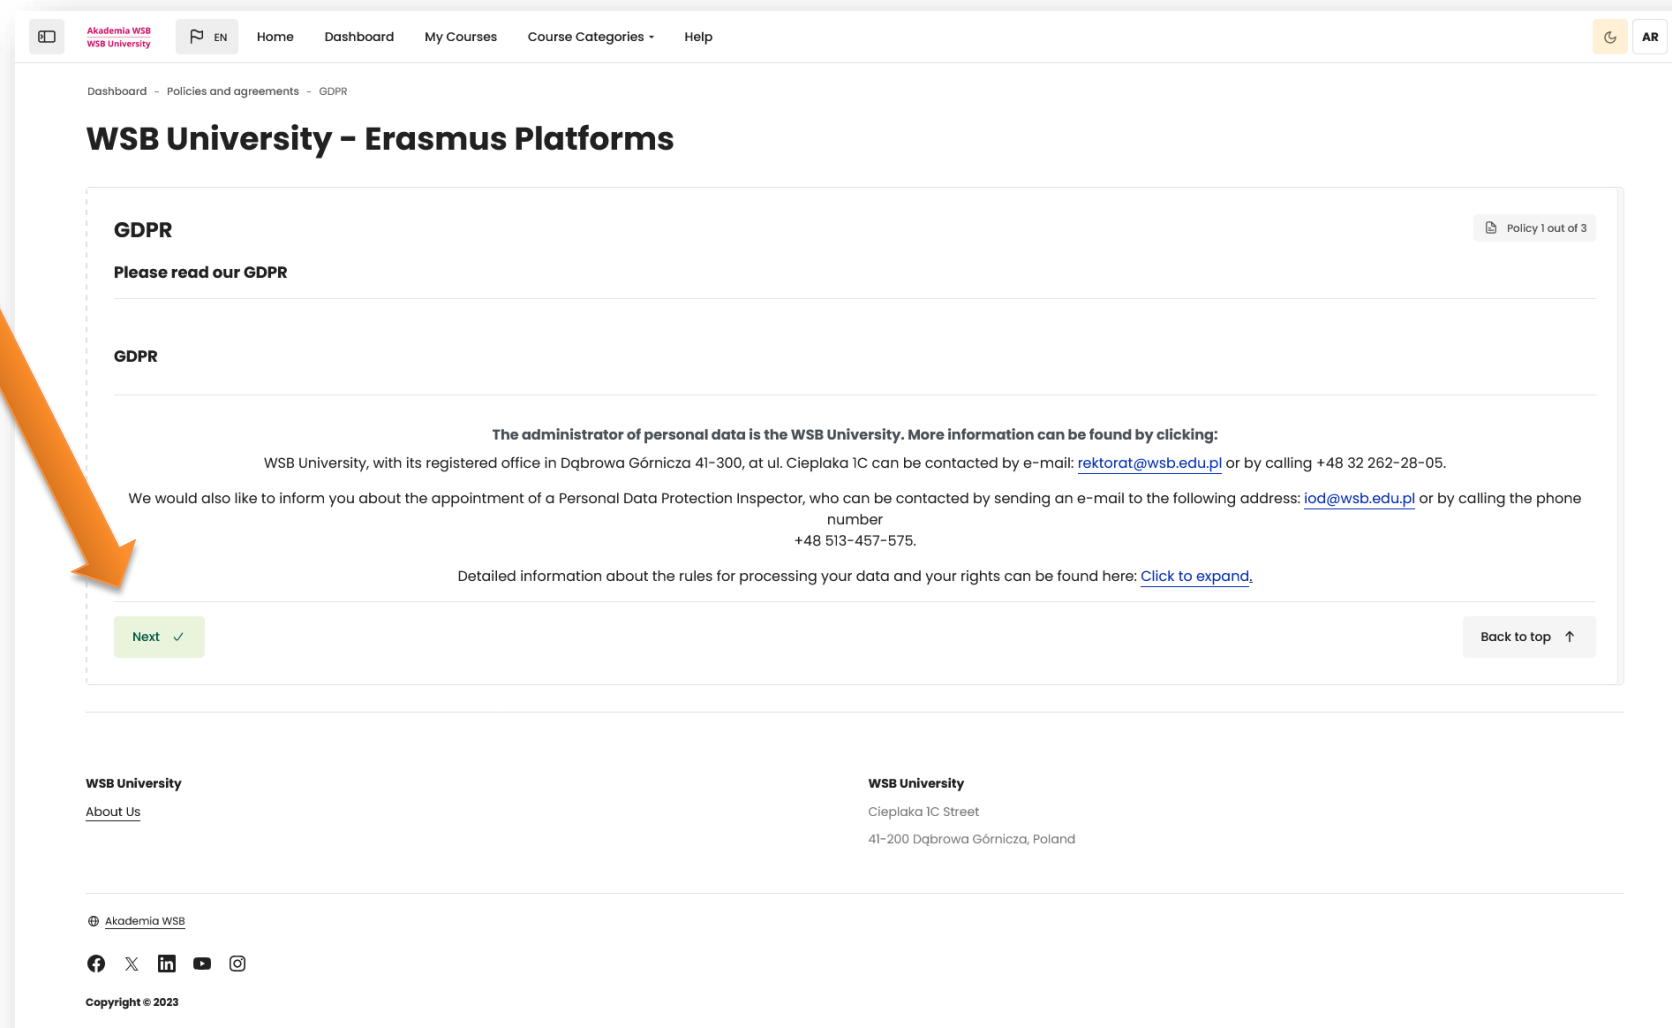 Akademia WSB
WSB University
EN
Home
Dashboard
My Courses
Course Categories
Help
AR
Dashboard - Policies and agreements - GDPR
WSB University - Erasmus Platforms
GDPR
Policy 1 out of 3
Please read our GDPR
GDPR
The administrator of personal data is the WSB University. More information can be found by clicking:
WSB University, with its registered office in Dąbrowa Górnicza 41-300, at ul. Cieplaka 1C can be contacted by e-mail: rektorat@wsb.edu.pl or by calling +48 32 262-28-05.
We would also like to inform you about the appointment of a Personal Data Protection Inspector, who can be contacted by sending an e-mail to the following address: iod@wsb.edu.pl or by calling the phone
number
+48 513-457-575.
Detailed information about the rules for processing your data and your rights can be found here: Click to expand.
Next
Back to top
WSB University
About Us
WSB University
Cieplaka 1C Street
41-200 Dąbrowa Górnicza, Poland
Akademia WSB
Copyright © 2023